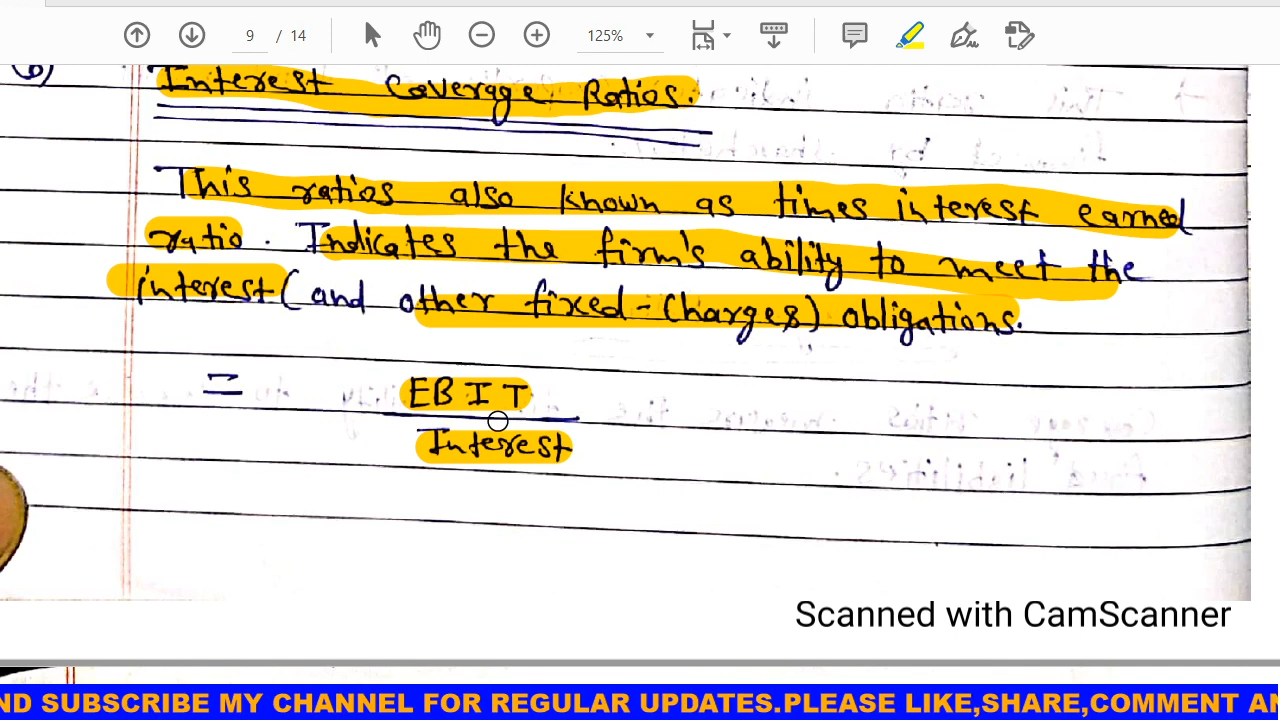 9 / 14
125%
(b)
Interest Coverage Ratios.
This ratios also known as times interest earned
ratio. Indicates the firm's ability to meet the
interest (and other fixed-charges) obligations.
= EBIT
Interest
Scanned with CamScanner
ND SUBSCRIBE MY CHANNEL FOR REGULAR UPDATES.PLEASE LIKE,SHARE,COMMENT AN